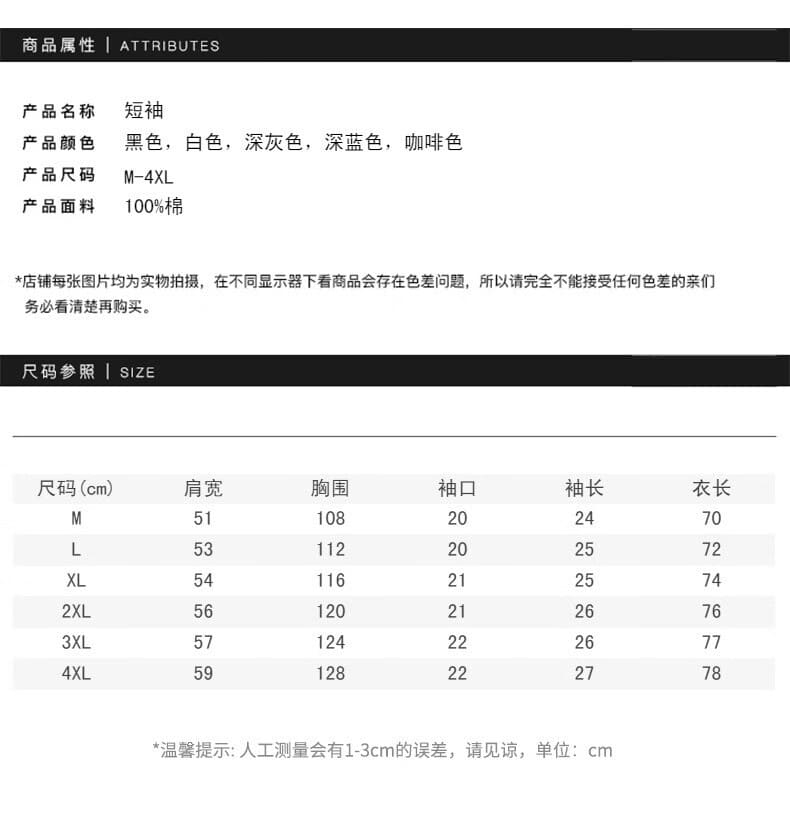 商品属性 | ATTRIBUTES
产品名称 短袖
产品颜色 黑色，白色，深灰色，深蓝色，咖啡色
产品尺码 M-4XL
产品面料 100%棉
*店铺每张图片均为实物拍摄，在不同显示器下看商品会存在色差问题，所以请完全不能接受任何色差的亲们
务必看清楚再购买。
尺码参照 | SIZE
尺码(cm) 肩宽 胸围 袖口 袖长 衣长
M 51 108 20 24 70
L 53 112 20 25 72
XL 54 116 21 25 74
2XL 56 120 21 26 76
3XL 57 124 22 26 77
4XL 59 128 22 27 78
*温馨提示: 人工测量会有1-3cm的误差，请见谅，单位：cm